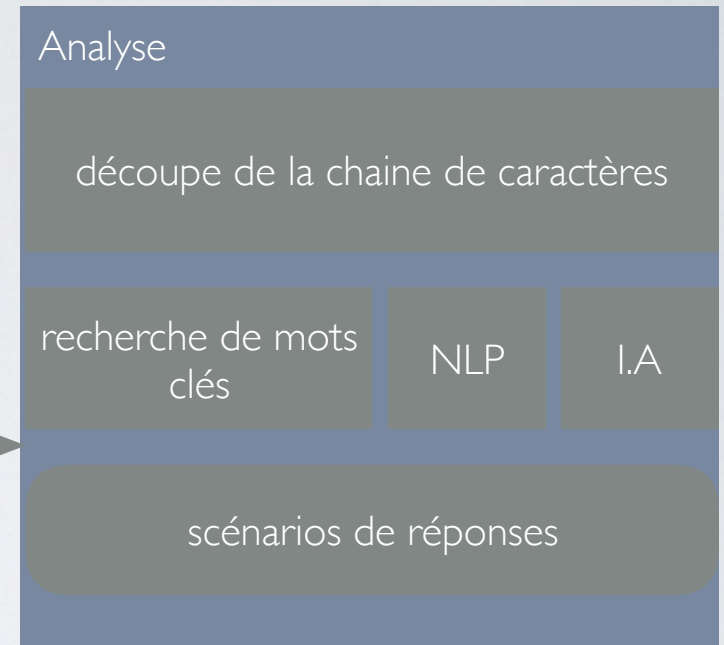 Analyse
découpe de la chaine de caractères
recherche de mots
clés
NLP
I.A
scénarios de réponses